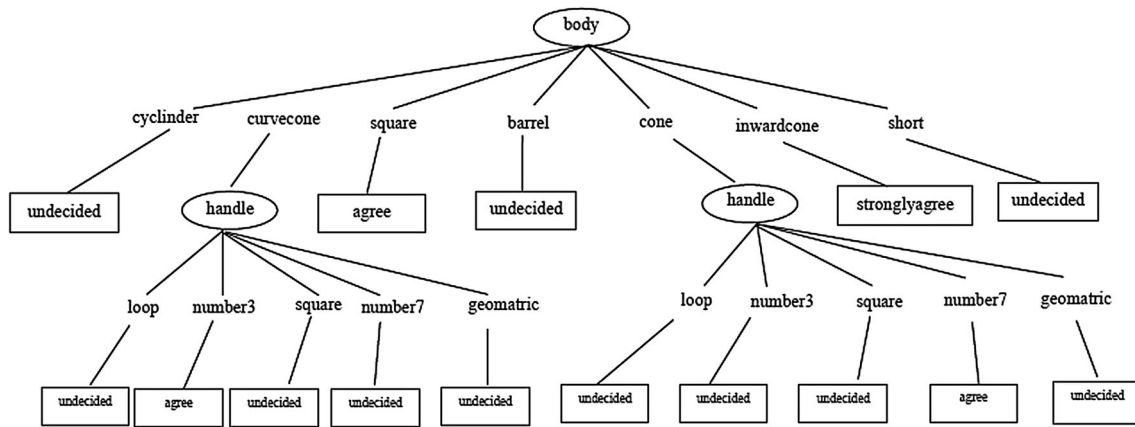 body
cyclinder
curvecone
square
barrel
cone
inwardcone
short
undecided
handle
agree
undecided
handle
stronglyagree
undecided
loop
number3
square
number7
geomatric
loop
number3
square
number7
geomatric
undecided
agree
undecided
undecided
undecided
undecided
undecided
undecided
agree
undecided